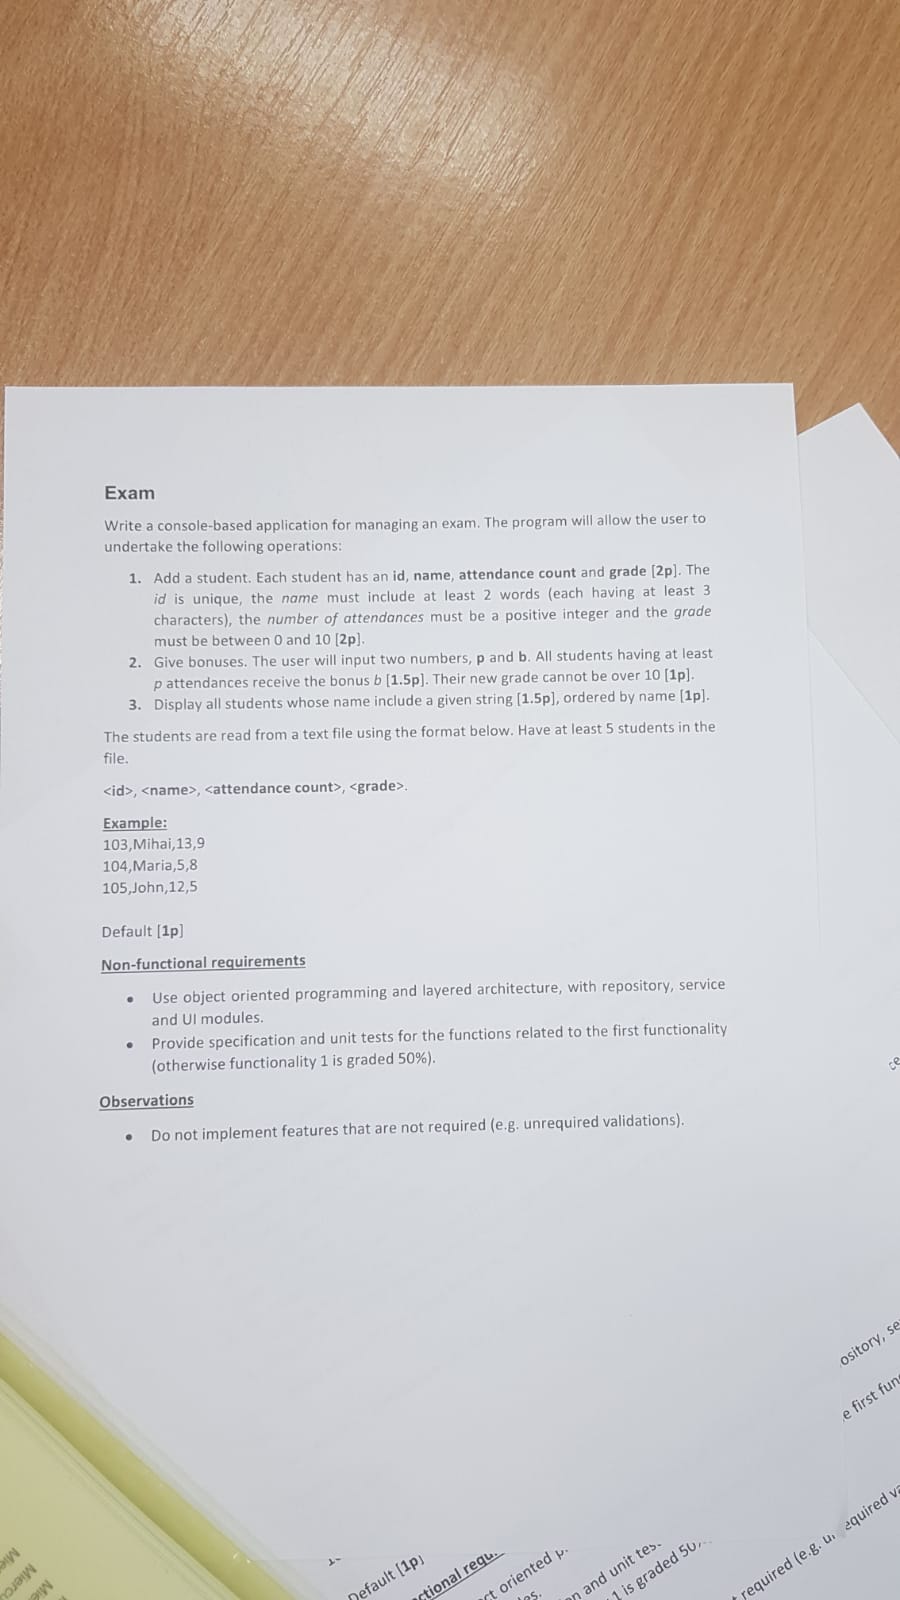 Exam
Write a console-based application for managing an exam. The program will allow the user to
undertake the following operations:
1. Add a student. Each student has an id, name, attendance count and grade [2p]. The
id is unique, the name must include at least 2 words (each having at least 3
characters), the number of attendances must be a positive integer and the grade
must be between 0 and 10 [2p].
2. Give bonuses. The user will input two numbers, p and b. All students having at least
p attendances receive the bonus b [1.5p]. Their new grade cannot be over 10 [1p].
3. Display all students whose name include a given string [1.5p], ordered by name [1p].
The students are read from a text file using the format below. Have at least 5 students in the
file.
<id>, <name>, <attendance count>, <grade>.
Example:
103,Mihai,13,9
104,Maria,5,8
105,John,12,5
Default [1p]
Non-functional requirements
• Use object oriented programming and layered architecture, with repository, service
and UI modules.
• Provide specification and unit tests for the functions related to the first functionality
(otherwise functionality 1 is graded 50%).
Observations
• Do not implement features that are not required (e.g. unrequired validations).
ository, se
e first fun
equired va
Default [1p]
ctional requ
ct oriented p
n and unit tes
1 is graded 50
required (e.g. u